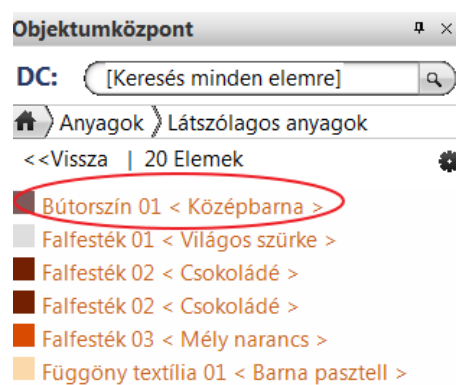 Objektumközpont
DC: [Keresés minden elemre]
Anyagok Látszólagos anyagok
<<Vissza | 20 Elemek
Bútorszín 01 < Középbarna >
Falfesték 01 < Világos szürke >
Falfesték 02 < Csokoládé >
Falfesték 02 < Csokoládé >
Falfesték 03 < Mély narancs >
Függöny textília 01 < Barna pasztell >